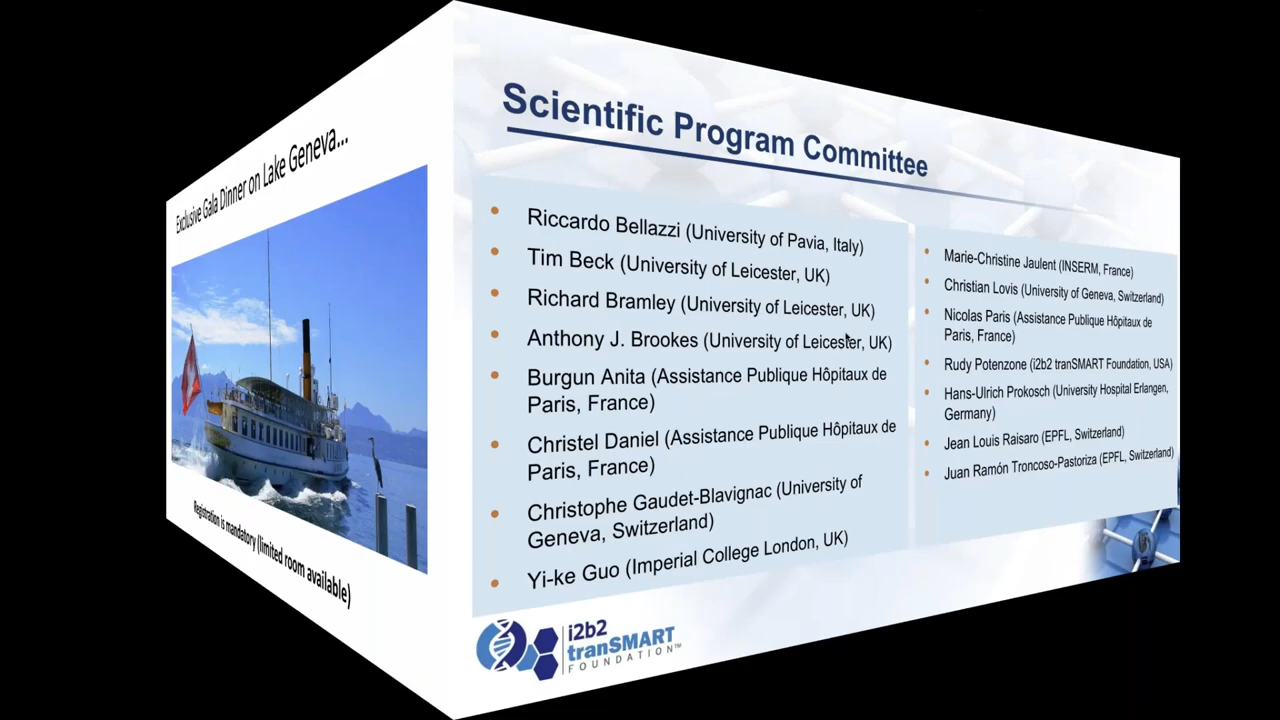 Exclusive Gala Dinner on Lake Geneva...
Registration is mandatory (limited room available)
Scientific Program Committee
• Riccardo Bellazzi (University of Pavia, Italy)
• Tim Beck (University of Leicester, UK)
• Richard Bramley (University of Leicester, UK)
• Anthony J. Brookes (University of Leicester, UK)
• Burgun Anita (Assistance Publique Hôpitaux de
Paris, France)
• Christel Daniel (Assistance Publique Hôpitaux de
Paris, France)
• Christophe Gaudet-Blavignac (University of
Geneva, Switzerland)
• Yi-ke Guo (Imperial College London, UK)
• Marie-Christine Jaulent (INSERM, France)
• Christian Lovis (University of Geneva, Switzerland)
• Nicolas Paris (Assistance Publique Hôpitaux de
Paris, France)
• Rudy Potenzone (i2b2 tranSMART Foundation, USA)
• Hans-Ulrich Prokosch (University Hospital Erlangen,
Germany)
• Jean Louis Raisaro (EPFL, Switzerland)
• Juan Ramón Troncoso-Pastoriza (EPFL, Switzerland)
i2b2
tranSMART
FOUNDATION™